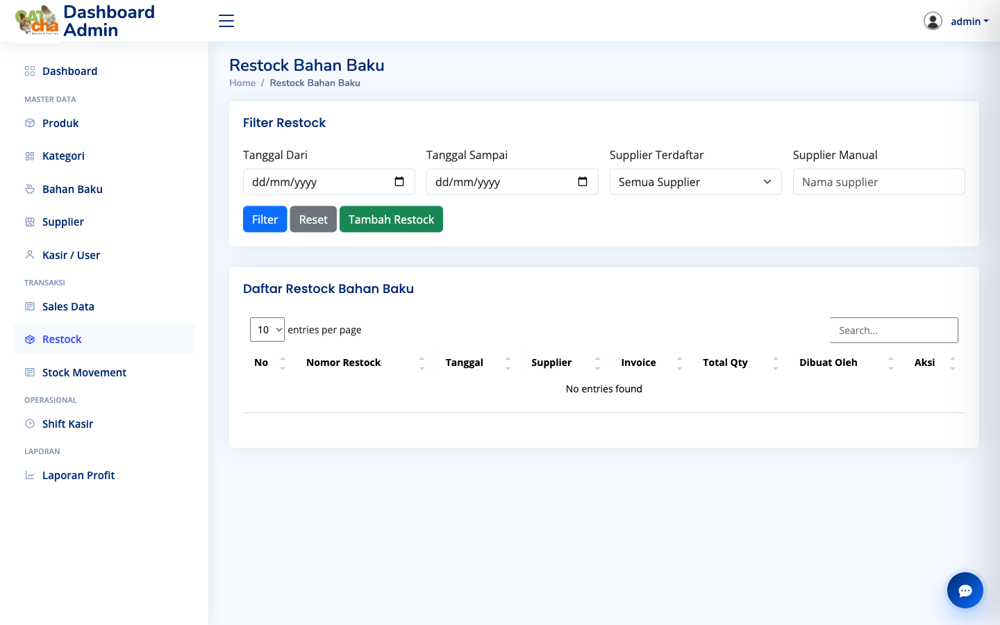 CATcha
Dashboard
Admin
admin
Dashboard
MASTER DATA
Produk
Kategori
Bahan Baku
Supplier
Kasir / User
TRANSAKSI
Sales Data
Restock
Stock Movement
OPERASIONAL
Shift Kasir
LAPORAN
Laporan Profit
Restock Bahan Baku
Home / Restock Bahan Baku
Filter Restock
Tanggal Dari Tanggal Sampai Supplier Terdaftar Supplier Manual
dd/mm/yyyy dd/mm/yyyy Semua Supplier Nama supplier
Filter Reset Tambah Restock
Daftar Restock Bahan Baku
10 entries per page Search...
No Nomor Restock Tanggal Supplier Invoice Total Qty Dibuat Oleh Aksi
No entries found